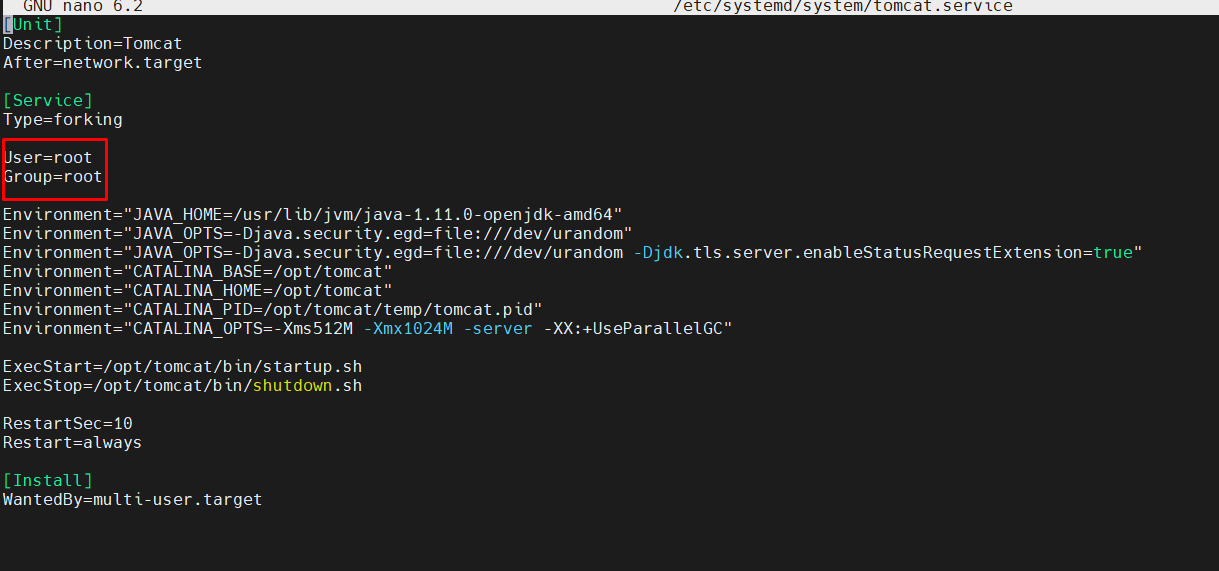 GNU nano 6.2 /etc/systemd/system/tomcat.service
[Unit]
Description=Tomcat
After=network.target
[Service]
Type=forking
User=root
Group=root
Environment="JAVA_HOME=/usr/lib/jvm/java-1.11.0-openjdk-amd64"
Environment="JAVA_OPTS=-Djava.security.egd=file:///dev/urandom"
Environment="JAVA_OPTS=-Djava.security.egd=file:///dev/urandom -Djdk.tls.server.enableStatusRequestExtension=true"
Environment="CATALINA_BASE=/opt/tomcat"
Environment="CATALINA_HOME=/opt/tomcat"
Environment="CATALINA_PID=/opt/tomcat/temp/tomcat.pid"
Environment="CATALINA_OPTS=-Xms512M -Xmx1024M -server -XX:+UseParallelGC"
ExecStart=/opt/tomcat/bin/startup.sh
ExecStop=/opt/tomcat/bin/shutdown.sh
RestartSec=10
Restart=always
[Install]
WantedBy=multi-user.target